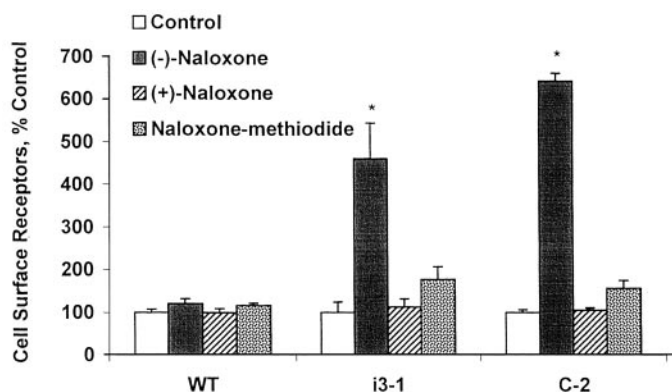 Control
(-)-Naloxone
(+)-Naloxone
Naloxone-methiodide
Cell Surface Receptors, % Control
700
600
500
400
300
200
100
0
*
*
WT
i3-1
C-2